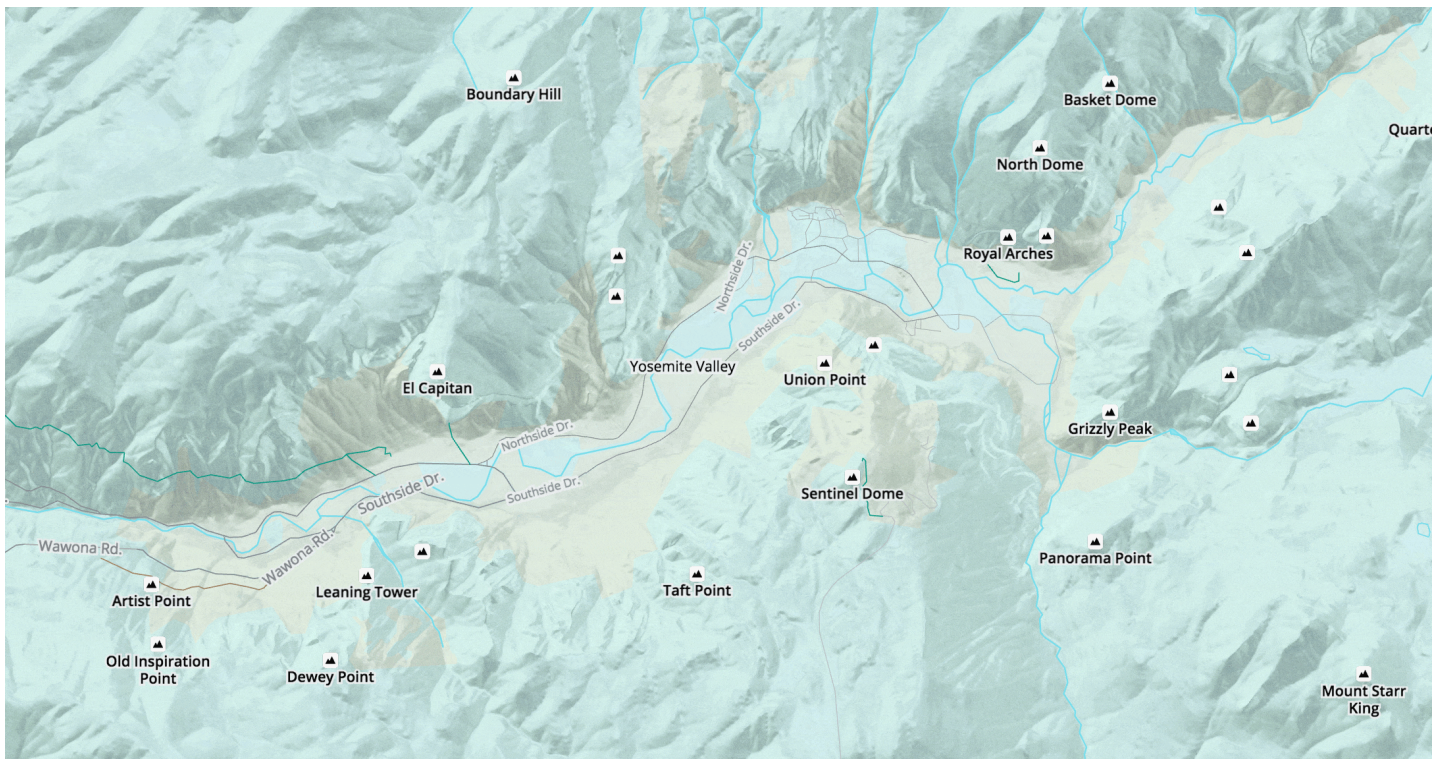 Boundary Hill
Basket Dome
Quarte
North Dome
Royal Arches
Northside Dr.
Southside Dr.
Yosemite Valley
Union Point
El Capitan
Grizzly Peak
Northside Dr.
Southside Dr.
Southside Dr.
Sentinel Dome
Wawona Rd.
Wawona Rd.
Panorama Point
Leaning Tower
Taft Point
Artist Point
Old Inspiration
Point
Dewey Point
Mount Starr
King